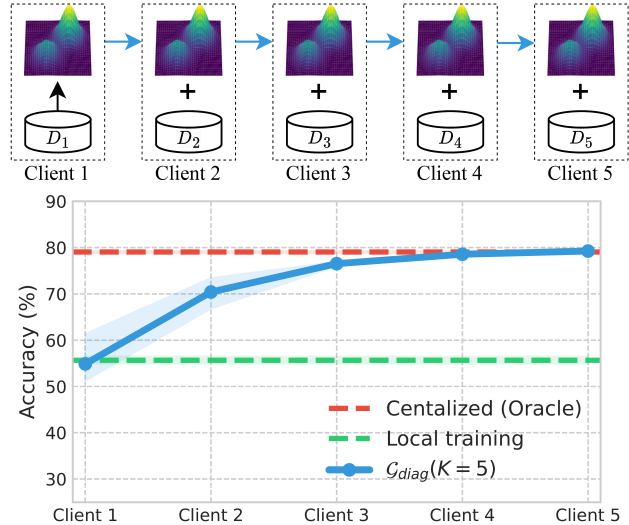 D1 D2 D3 D4 D5
+ + + +
Client 1 Client 2 Client 3 Client 4 Client 5
90
80
70
60
50
40
30
Accuracy (%)
Centalized (Oracle)
Local training
𝒢diag(K = 5)
Client 1 Client 2 Client 3 Client 4 Client 5